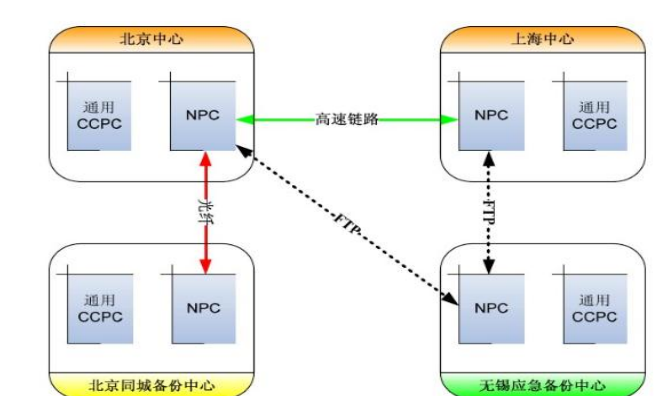 北京中心
上海中心
通用
CCPC
NPC
高速链路
NPC
通用
CCPC
光纤
FTP
FTP
通用
CCPC
NPC
NPC
通用
CCPC
北京同城备份中心
无锡应急备份中心